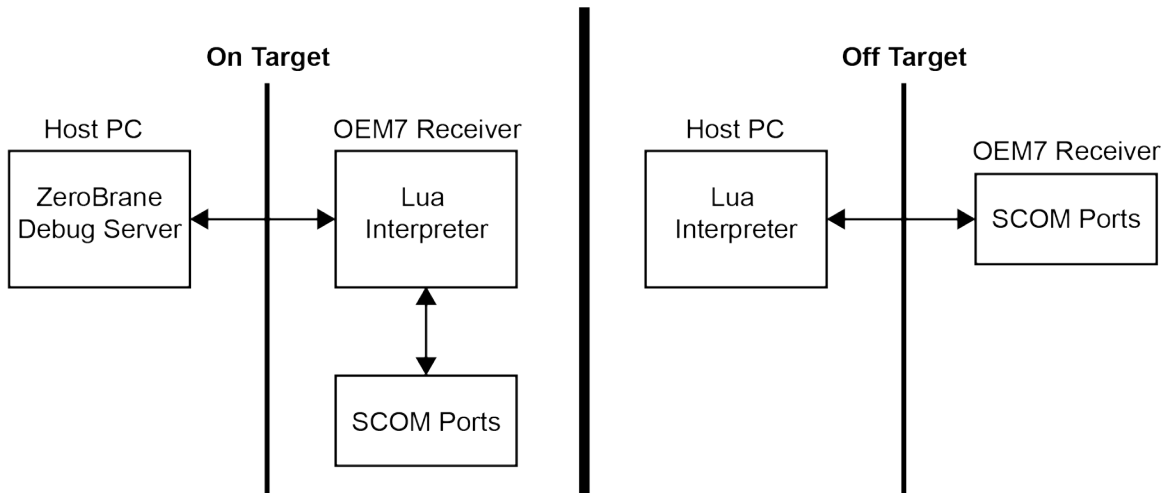 On Target
Host PC
ZeroBrane
Debug Server
OEM7 Receiver
Lua
Interpreter
SCOM Ports
Off Target
Host PC
Lua
Interpreter
OEM7 Receiver
SCOM Ports